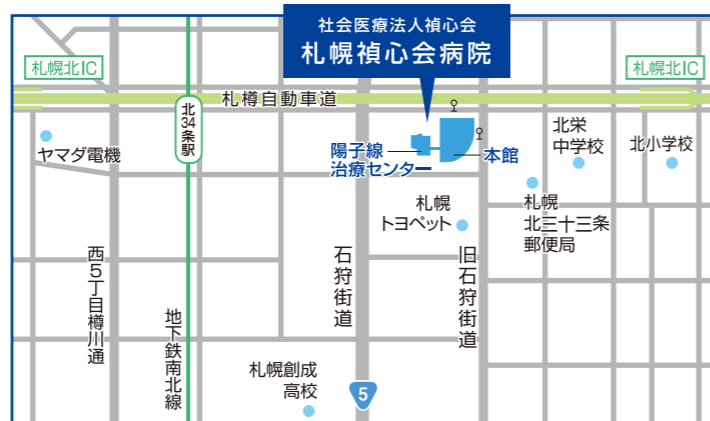 社会医療法人禎心会
札幌禎心会病院
札幌北IC
札幌北IC
札樽自動車道
北34条駅
ヤマダ電機
陽子線
治療センター
本館
北栄
中学校
北小学校
札幌
トヨペット
札幌
北三十三条
郵便局
西5丁目樽川通
地下鉄南北線
石狩街道
旧石狩街道
札幌創成
高校
5